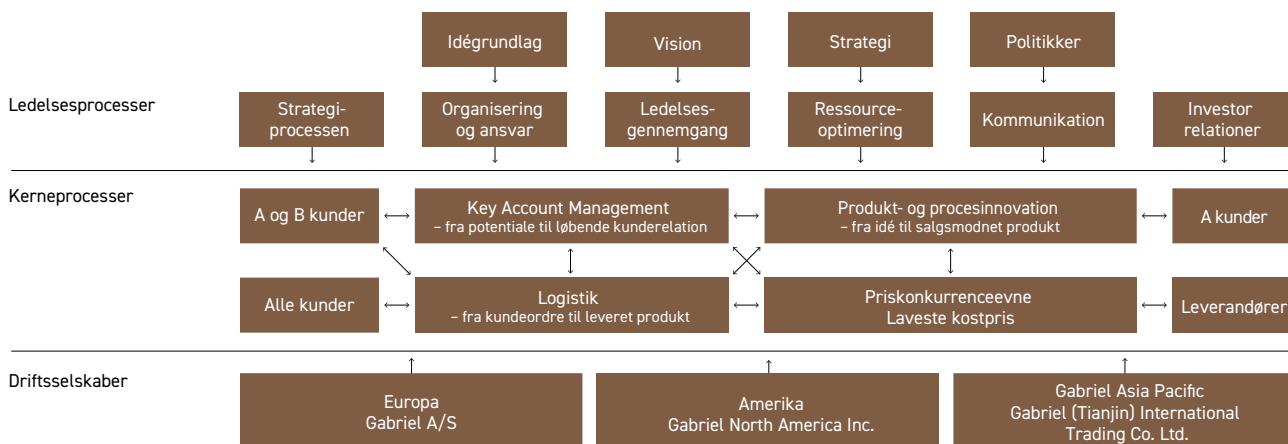 Idégrundlag
Vision
Strategi
Politikker
Ledelsesprocesser
Strategi-
processen
Organisering
og ansvar
Ledelses-
gennemgang
Ressource-
optimering
Kommunikation
Investor
relationer
Kerneprocesser
A og B kunder
Key Account Management
– fra potentiale til løbende kunderelation
Produkt- og procesinnovation
– fra idé til salgsmodnet produkt
A kunder
Alle kunder
Logistik
– fra kundeordre til leveret produkt
Priskonkurrenceevne
Laveste kostpris
Leverandører
Driftsselskaber
Europa
Gabriel A/S
Amerika
Gabriel North America Inc.
Gabriel Asia Pacific
Gabriel (Tianjin) International
Trading Co. Ltd.